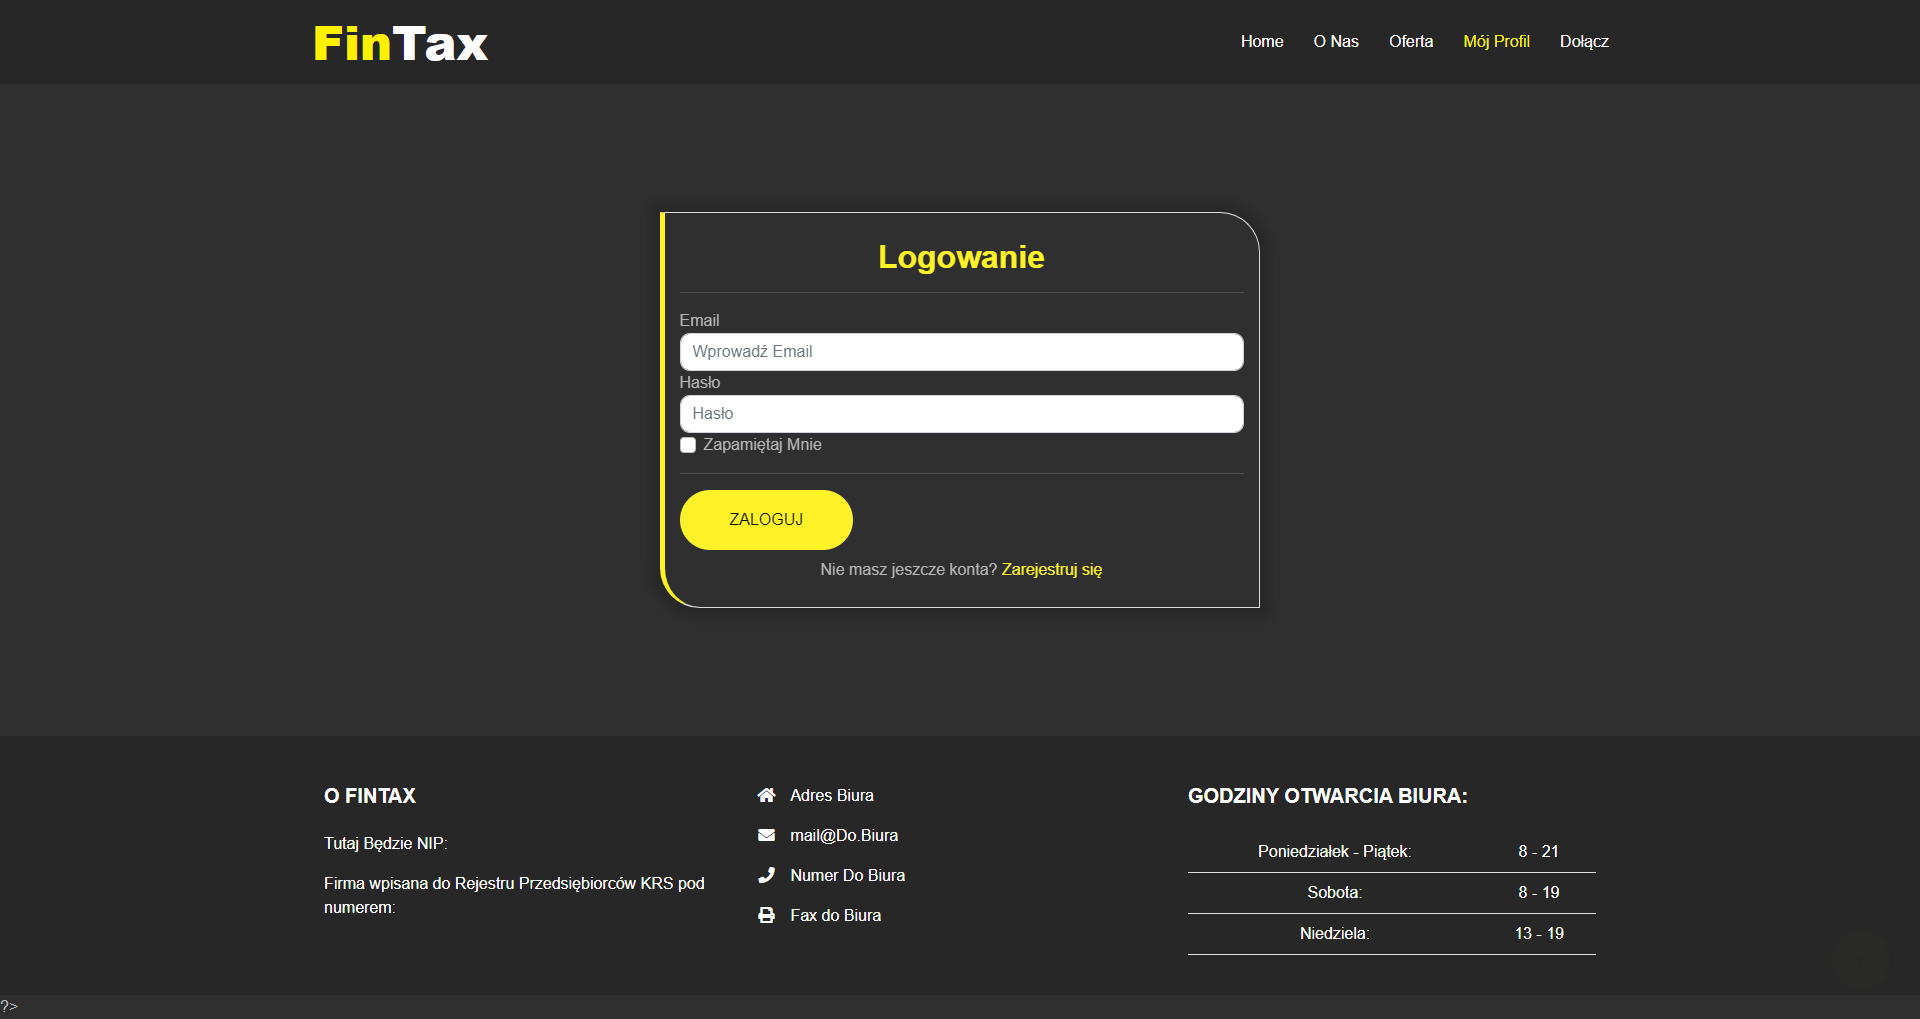 FinTax
Home
O Nas
Oferta
Mój Profil
Dołącz
Logowanie
Email
Wprowadź Email
Hasło
Hasło
Zapamiętaj Mnie
ZALOGUJ
Nie masz jeszcze konta? Zarejestruj się
O FINTAX
Tutaj Będzie NIP:
Firma wpisana do Rejestru Przedsiębiorców KRS pod
numerem:
Adres Biura
mail@Do.Biura
Numer Do Biura
Fax do Biura
GODZINY OTWARCIA BIURA:
Poniedziałek - Piątek: 8 - 21
Sobota: 8 - 19
Niedziela: 13 - 19
?>